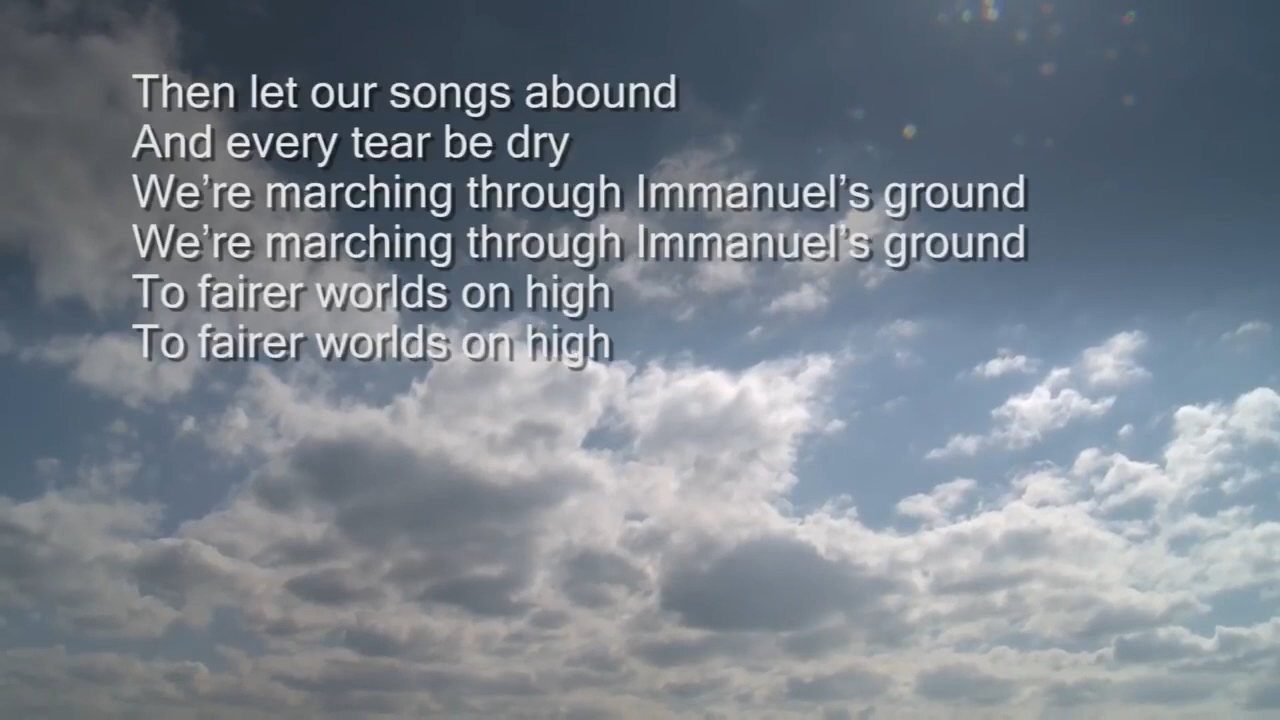 Then let our songs abound
And every tear be dry
We’re marching through Immanuel’s ground
We’re marching through Immanuel’s ground
To fairer worlds on high
To fairer worlds on high